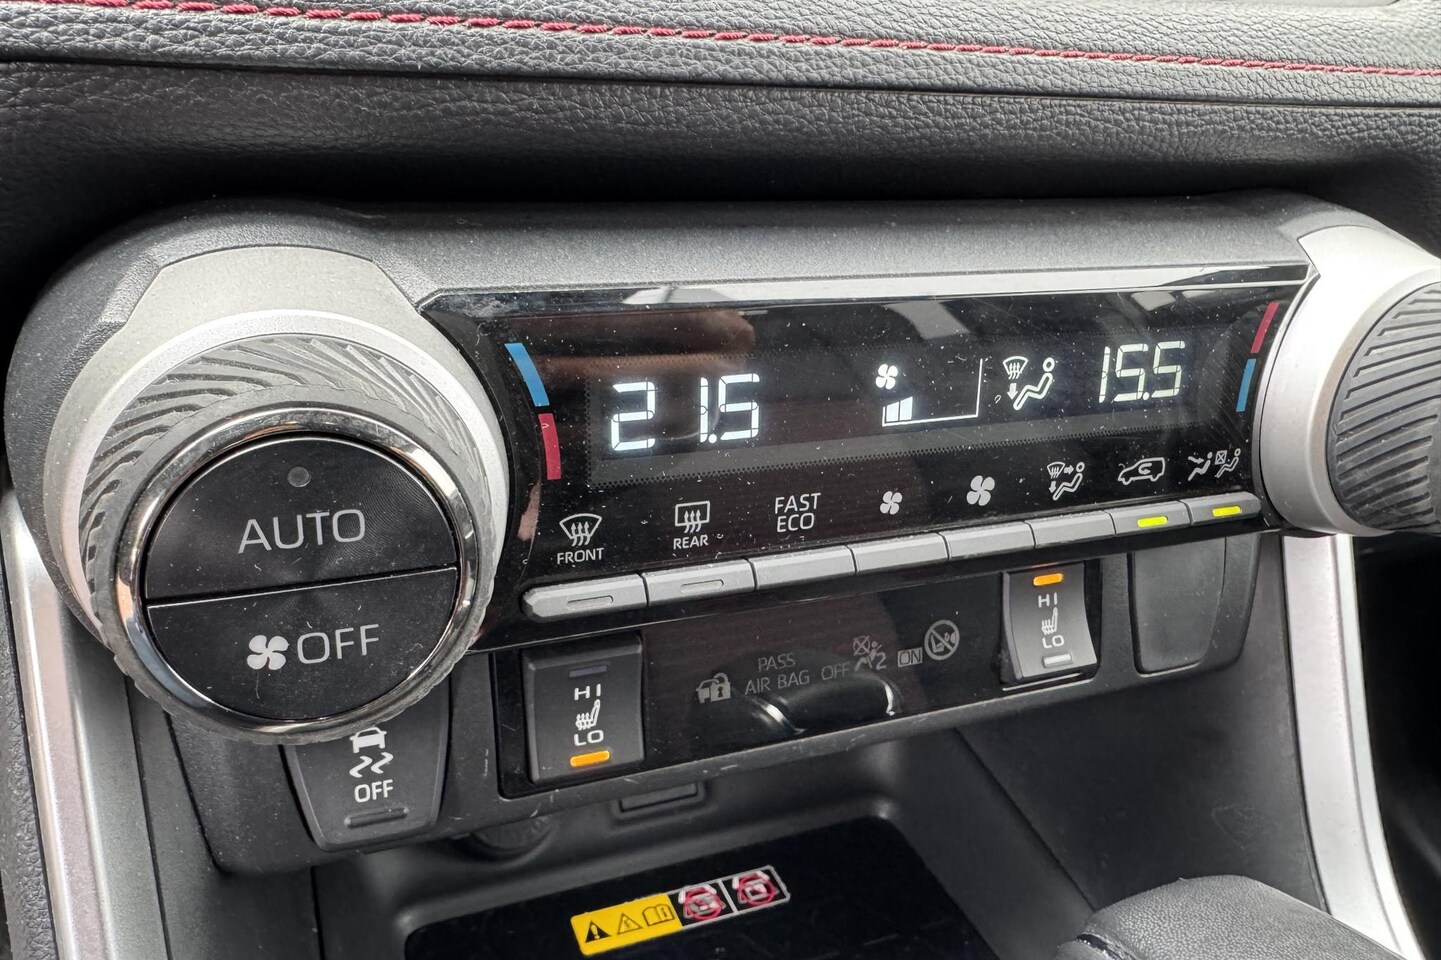 21.5
15.5
AUTO
OFF
FRONT
REAR
FAST
ECO
HI
LO
PASS
AIR BAG
OFF
2
ON
HI
LO
OFF